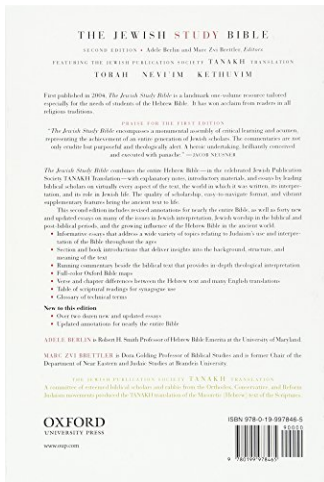 THE JEWISH STUDY BIBLE
SECOND EDITION • Adele Berlin and Marc Zvi Brettler, Editors
FEATURING THE JEWISH PUBLICATION SOCIETY TANAKH TRANSLATION
TORAH NEVI'IM KETHUVIM
First published in 2004, The Jewish Study Bible is a landmark one-volume resource tailored
especially for the needs of students of the Hebrew Bible. It has won acclaim from readers in all
religious traditions.
PRAISE FOR THE FIRST EDITION
"The Jewish Study Bible encompasses a monumental assembly of critical learning and acumen,
representing the achievement of an entire generation of Jewish scholars. The commentaries are not
only erudite but purposeful and theologically alert. A heroic undertaking, brilliantly conceived
and executed with panache." —JACOB NEUSNER
The Jewish Study Bible combines the entire Hebrew Bible—in the celebrated Jewish Publication
Society TANAKH Translation—with explanatory notes, introductory materials, and essays by leading
biblical scholars on virtually every aspect of the text, the world in which it was written, its interpre-
tation, and its role in Jewish life. The quality of scholarship, easy-to-navigate format, and vibrant
supplementary features bring the ancient text to life.
This second edition includes revised annotations for nearly the entire Bible, as well as forty new
and updated essays on many of the issues in Jewish interpretation, Jewish worship in the biblical and
post-biblical periods, and the growing influence of the Hebrew Bible in the ancient world.
• Informative essays that address a wide variety of topics relating to Judaism's use and interpre-
tation of the Bible throughout the ages
• Section and book introductions that deliver insights into the background, structure, and
meaning of the text
• Running commentary beside the biblical text that provides in-depth theological interpretation
• Full-color Oxford Bible maps
• Verse and chapter differences between the Hebrew text and many English translations
• Table of scriptural readings for synagogue use
• Glossary of technical terms
New to this edition
• Over two dozen new and updated essays
• Updated annotations for nearly the entire Bible
ADELE BERLIN is Robert H. Smith Professor of Hebrew Bible Emerita at the University of Maryland.
MARC ZVI BRETTLER is Dora Golding Professor of Biblical Studies and is former Chair of the
Department of Near Eastern and Judaic Studies at Brandeis University.
THE JEWISH PUBLICATION SOCIETY TANAKH TRANSLATION
A committee of esteemed biblical scholars and rabbis from the Orthodox, Conservative, and Reform
Judaism movements produced the TANAKH translation of the Masoretic (Hebrew) text of the Scriptures.
OXFORD
UNIVERSITY PRESS
www.oup.com
ISBN 978-0-19-997846-5
90000
9 780199 978465